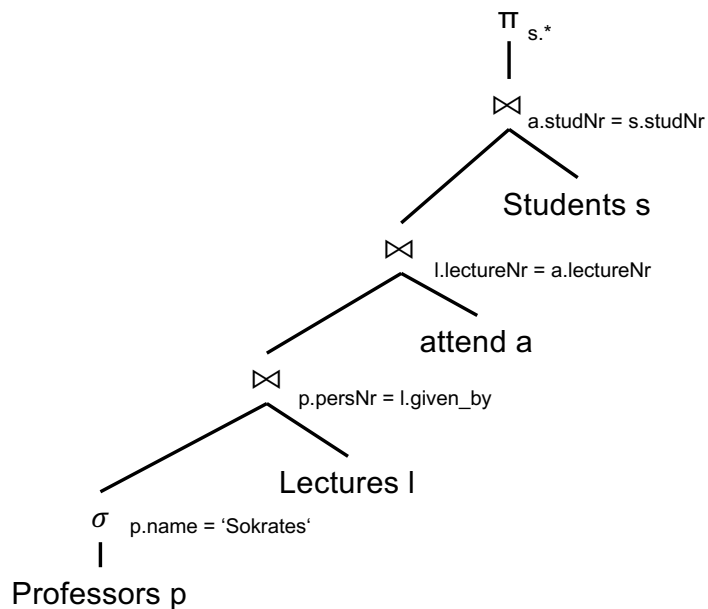 π s.*
⋈ a.studNr = s.studNr
Students s
⋈ l.lectureNr = a.lectureNr
attend a
⋈ p.persNr = l.given_by
Lectures l
σ p.name = ‘Sokrates‘
Professors p